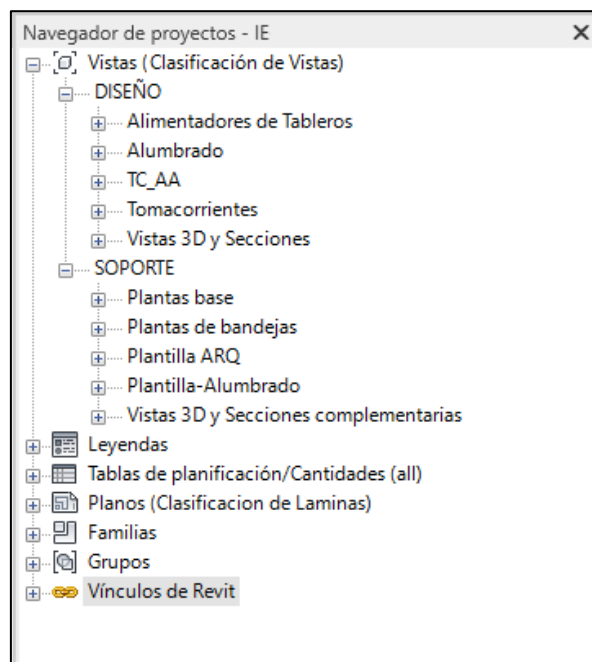 Navegador de proyectos - IE
Vistas (Clasificación de Vistas)
DISEÑO
Alimentadores de Tableros
Alumbrado
TC_AA
Tomacorrientes
Vistas 3D y Secciones
SOPORTE
Plantas base
Plantas de bandejas
Plantilla ARQ
Plantilla-Alumbrado
Vistas 3D y Secciones complementarias
Leyendas
Tablas de planificación/Cantidades (all)
Planos (Clasificacion de Laminas)
Familias
Grupos
Vínculos de Revit